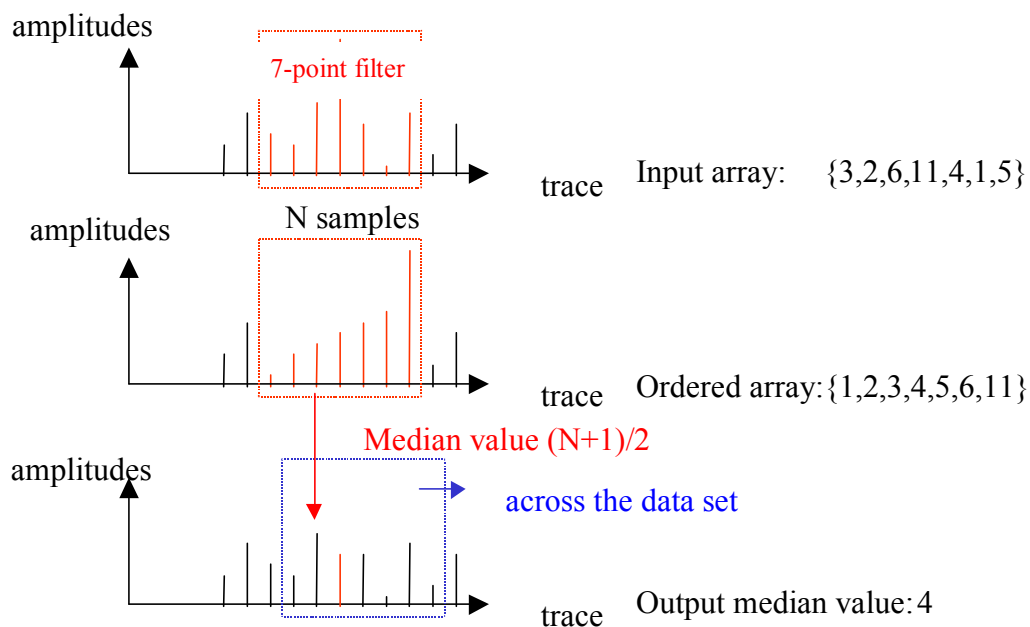 amplitudes
7-point filter
trace
Input array: {3,2,6,11,4,1,5}
N samples
amplitudes
trace
Ordered array: {1,2,3,4,5,6,11}
Median value (N+1)/2
amplitudes
across the data set
trace
Output median value: 4